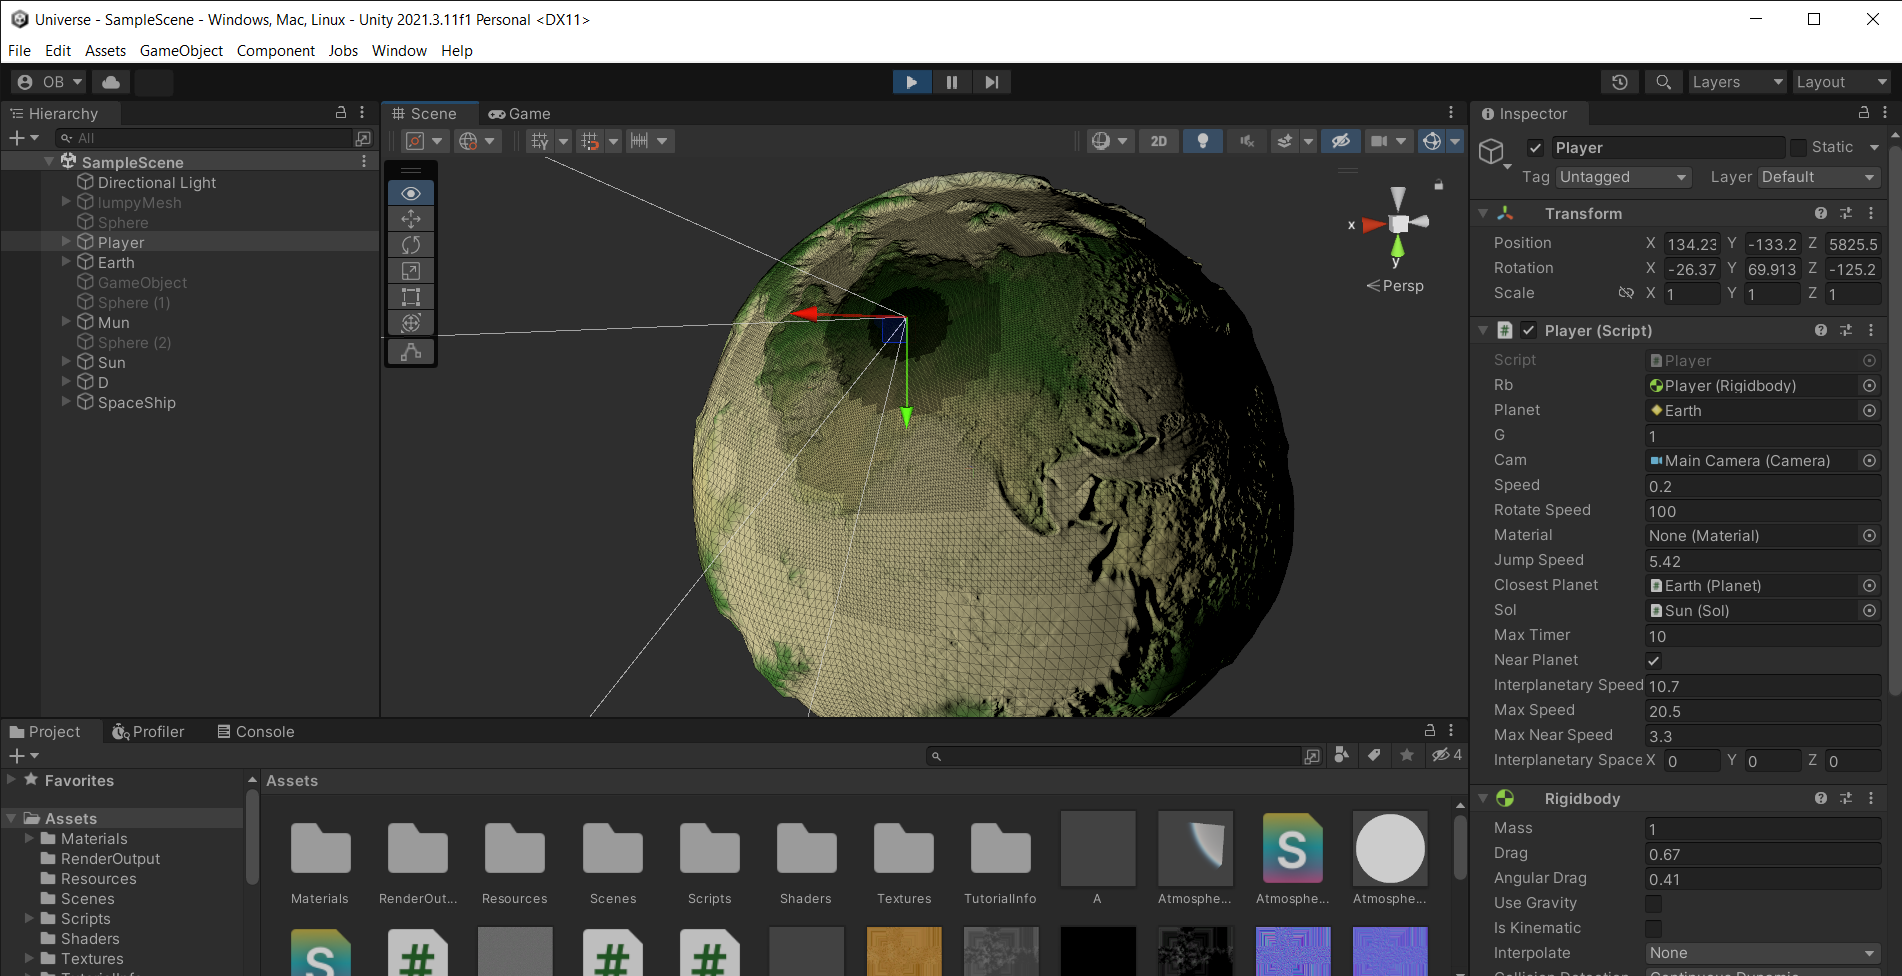 Universe - SampleScene - Windows, Mac, Linux - Unity 2021.3.11f1 Personal <DX11>
File Edit Assets GameObject Component Jobs Window Help
OB Layers Layout
Hierarchy
All
SampleScene
Directional Light
lumpyMesh
Sphere
Player
Earth
GameObject
Sphere (1)
Mun
Sphere (2)
Sun
D
SpaceShip
Scene Game
2D
x
y
Persp
Inspector
Player Static
Tag Untagged Layer Default
Transform
Position X 134.23 Y -133.2 Z 5825.5
Rotation X -26.37 Y 69.913 Z -125.2
Scale X 1 Y 1 Z 1
# Player (Script)
Script # Player
Rb Player (Rigidbody)
Planet Earth
G 1
Cam Main Camera (Camera)
Speed 0.2
Rotate Speed 100
Material None (Material)
Jump Speed 5.42
Closest Planet # Earth (Planet)
Sol # Sun (Sol)
Max Timer 10
Near Planet
Interplanetary Speed 10.7
Max Speed 20.5
Max Near Speed 3.3
Interplanetary Space X 0 Y 0 Z 0
Rigidbody
Mass 1
Drag 0.67
Angular Drag 0.41
Use Gravity
Is Kinematic
Interpolate None
Collision Detection Continuous Dynamic
Project Profiler Console
4
Favorites
Assets
Materials
RenderOutput
Resources
Scenes
Scripts
Shaders
Textures
TutorialInfo
Assets
S
Materials RenderOut... Resources Scenes Scripts Shaders Textures TutorialInfo A Atmosphe... Atmosphe... Atmosphe...
S # # #